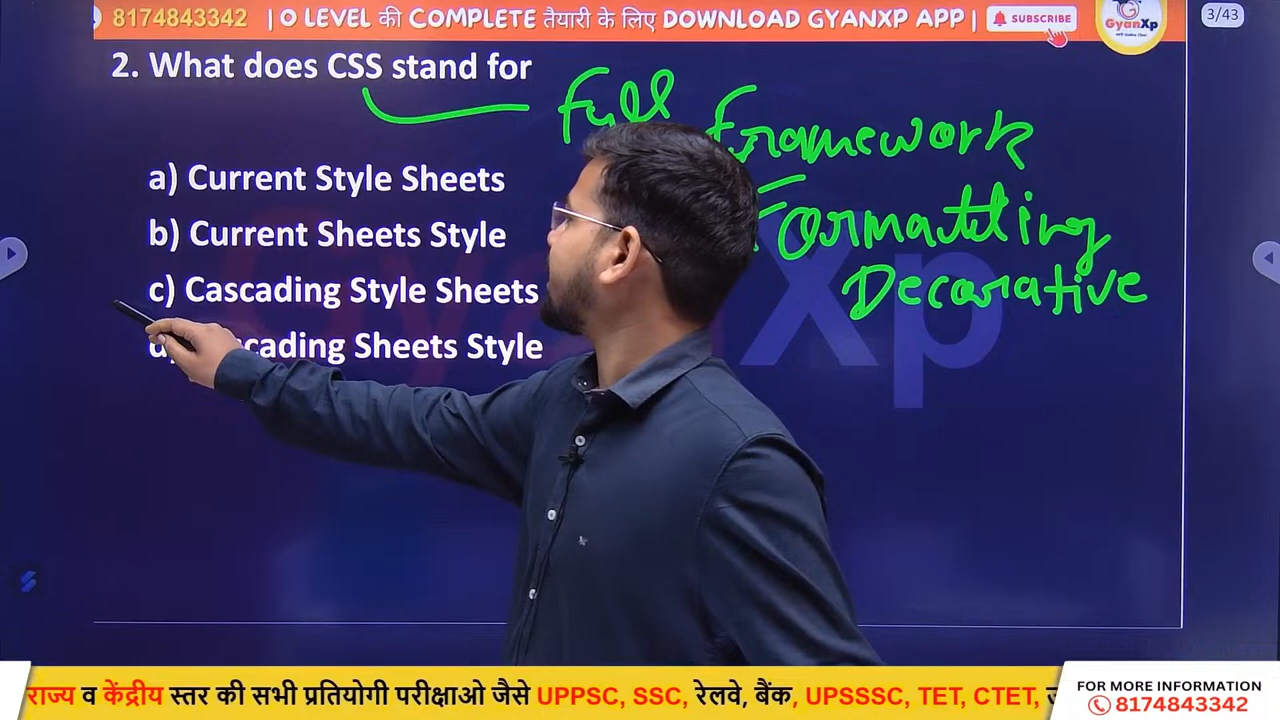 8174843342 | O LEVEL की COMPLETE तैयारी के लिए DOWNLOAD GYANXP APP | SUBSCRIBE
GyanXp
3/43
2. What does CSS stand for
Full framework
Formatting
Decorative
a) Current Style Sheets
b) Current Sheets Style
c) Cascading Style Sheets
Sheets Style
राज्य व केंद्रीय स्तर की सभी प्रतियोगी परीक्षाओ जैसे UPPSC, SSC, रेलवे, बैंक, UPSSSC, TET, CTET,
FOR MORE INFORMATION
8174843342